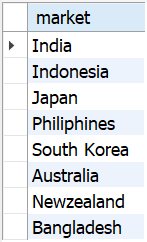 market
India
Indonesia
Japan
Philiphines
South Korea
Australia
Newzealand
Bangladesh